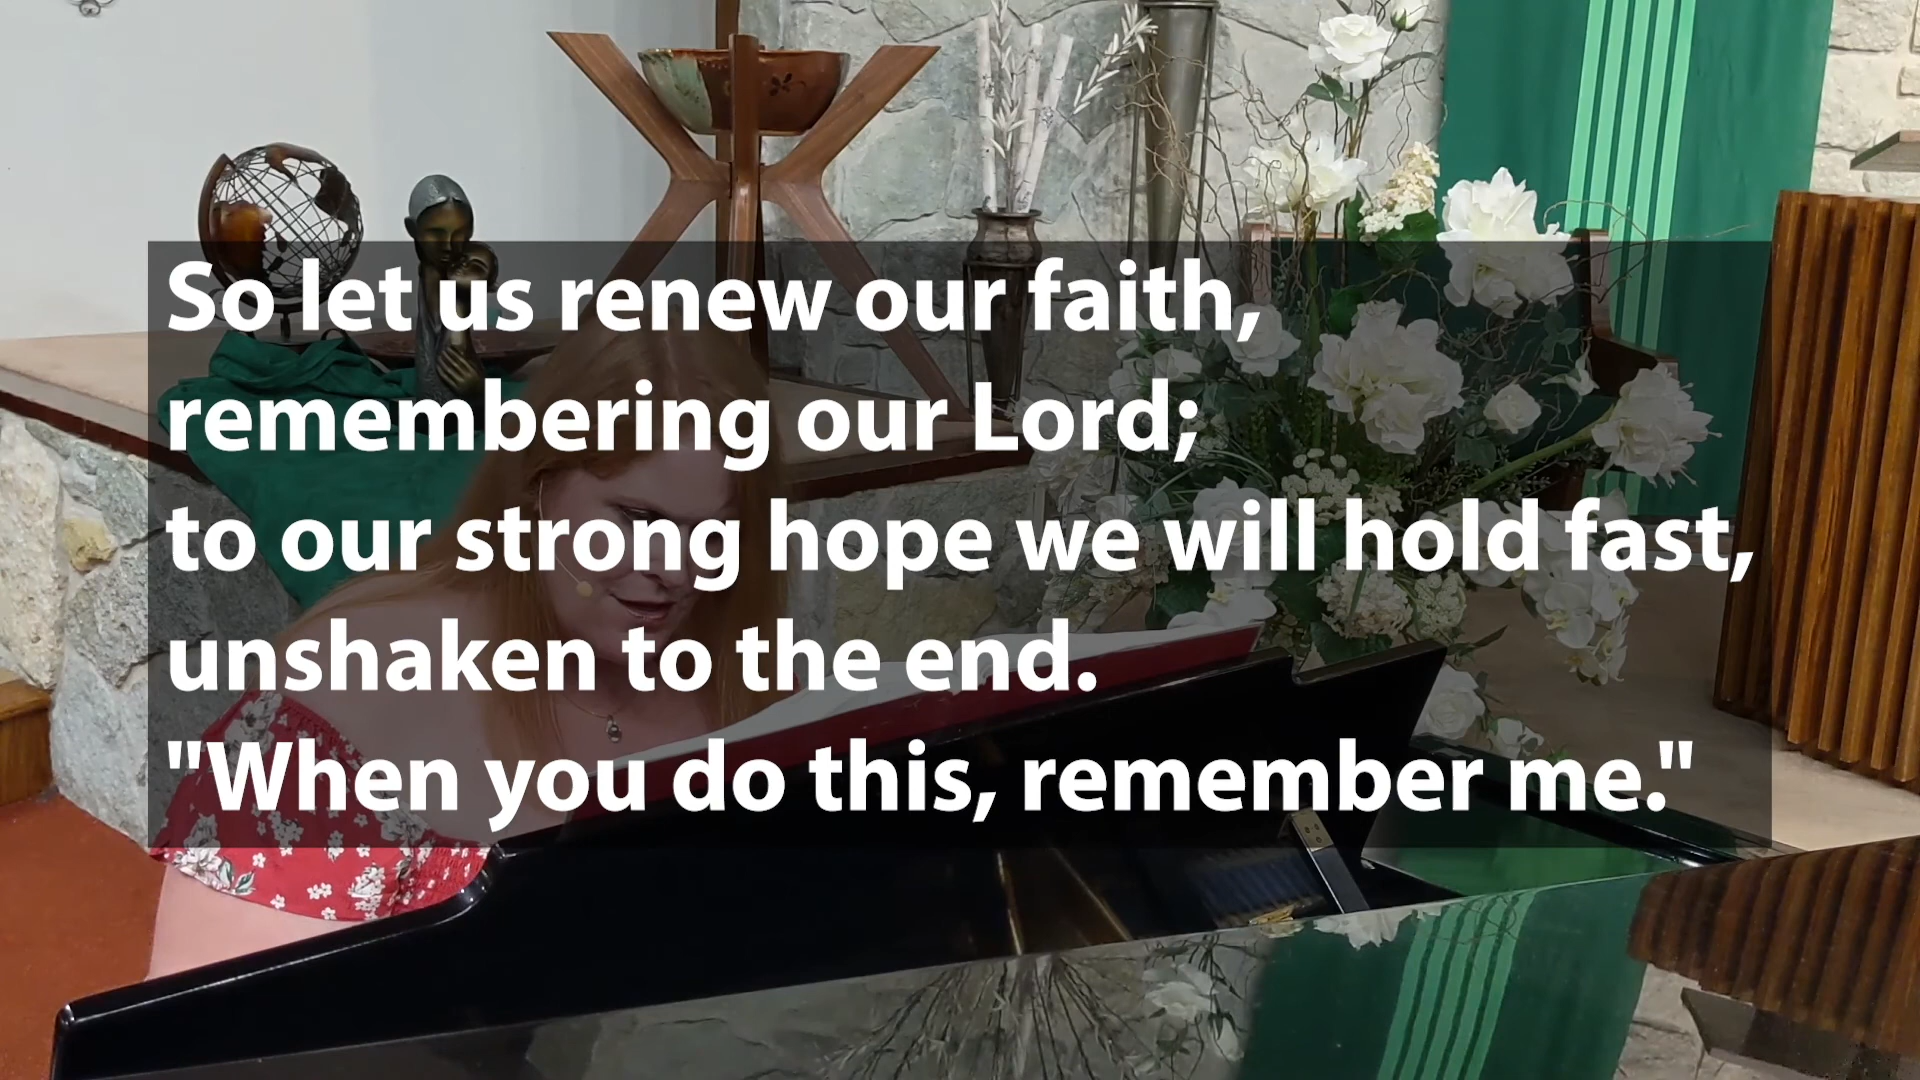 So let us renew our faith,
remembering our Lord;
to our strong hope we will hold fast,
unshaken to the end.
"When you do this, remember me."